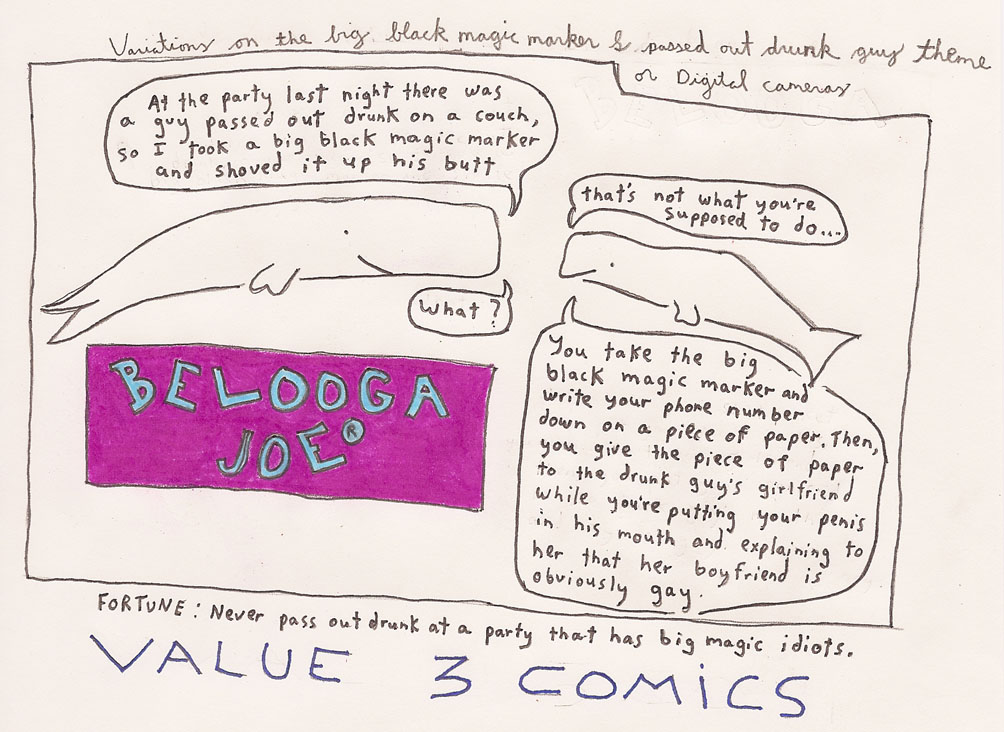 Variations on the big black magic marker & passed out drunk guy theme
or Digital cameras
At the party last night there was
a guy passed out drunk on a couch,
so I took a big black magic marker
and shoved it up his butt
that's not what you're
supposed to do...
What?
You take the big
black magic marker and
write your phone number
down on a piece of paper. Then,
you give the piece of paper
to the drunk guy's girlfriend
while you're putting your penis
in his mouth and explaining to
her that her boyfriend is
obviously gay.
BELOOGA
JOE®
FORTUNE: Never pass out drunk at a party that has big magic idiots.
VALUE 3 COMICS